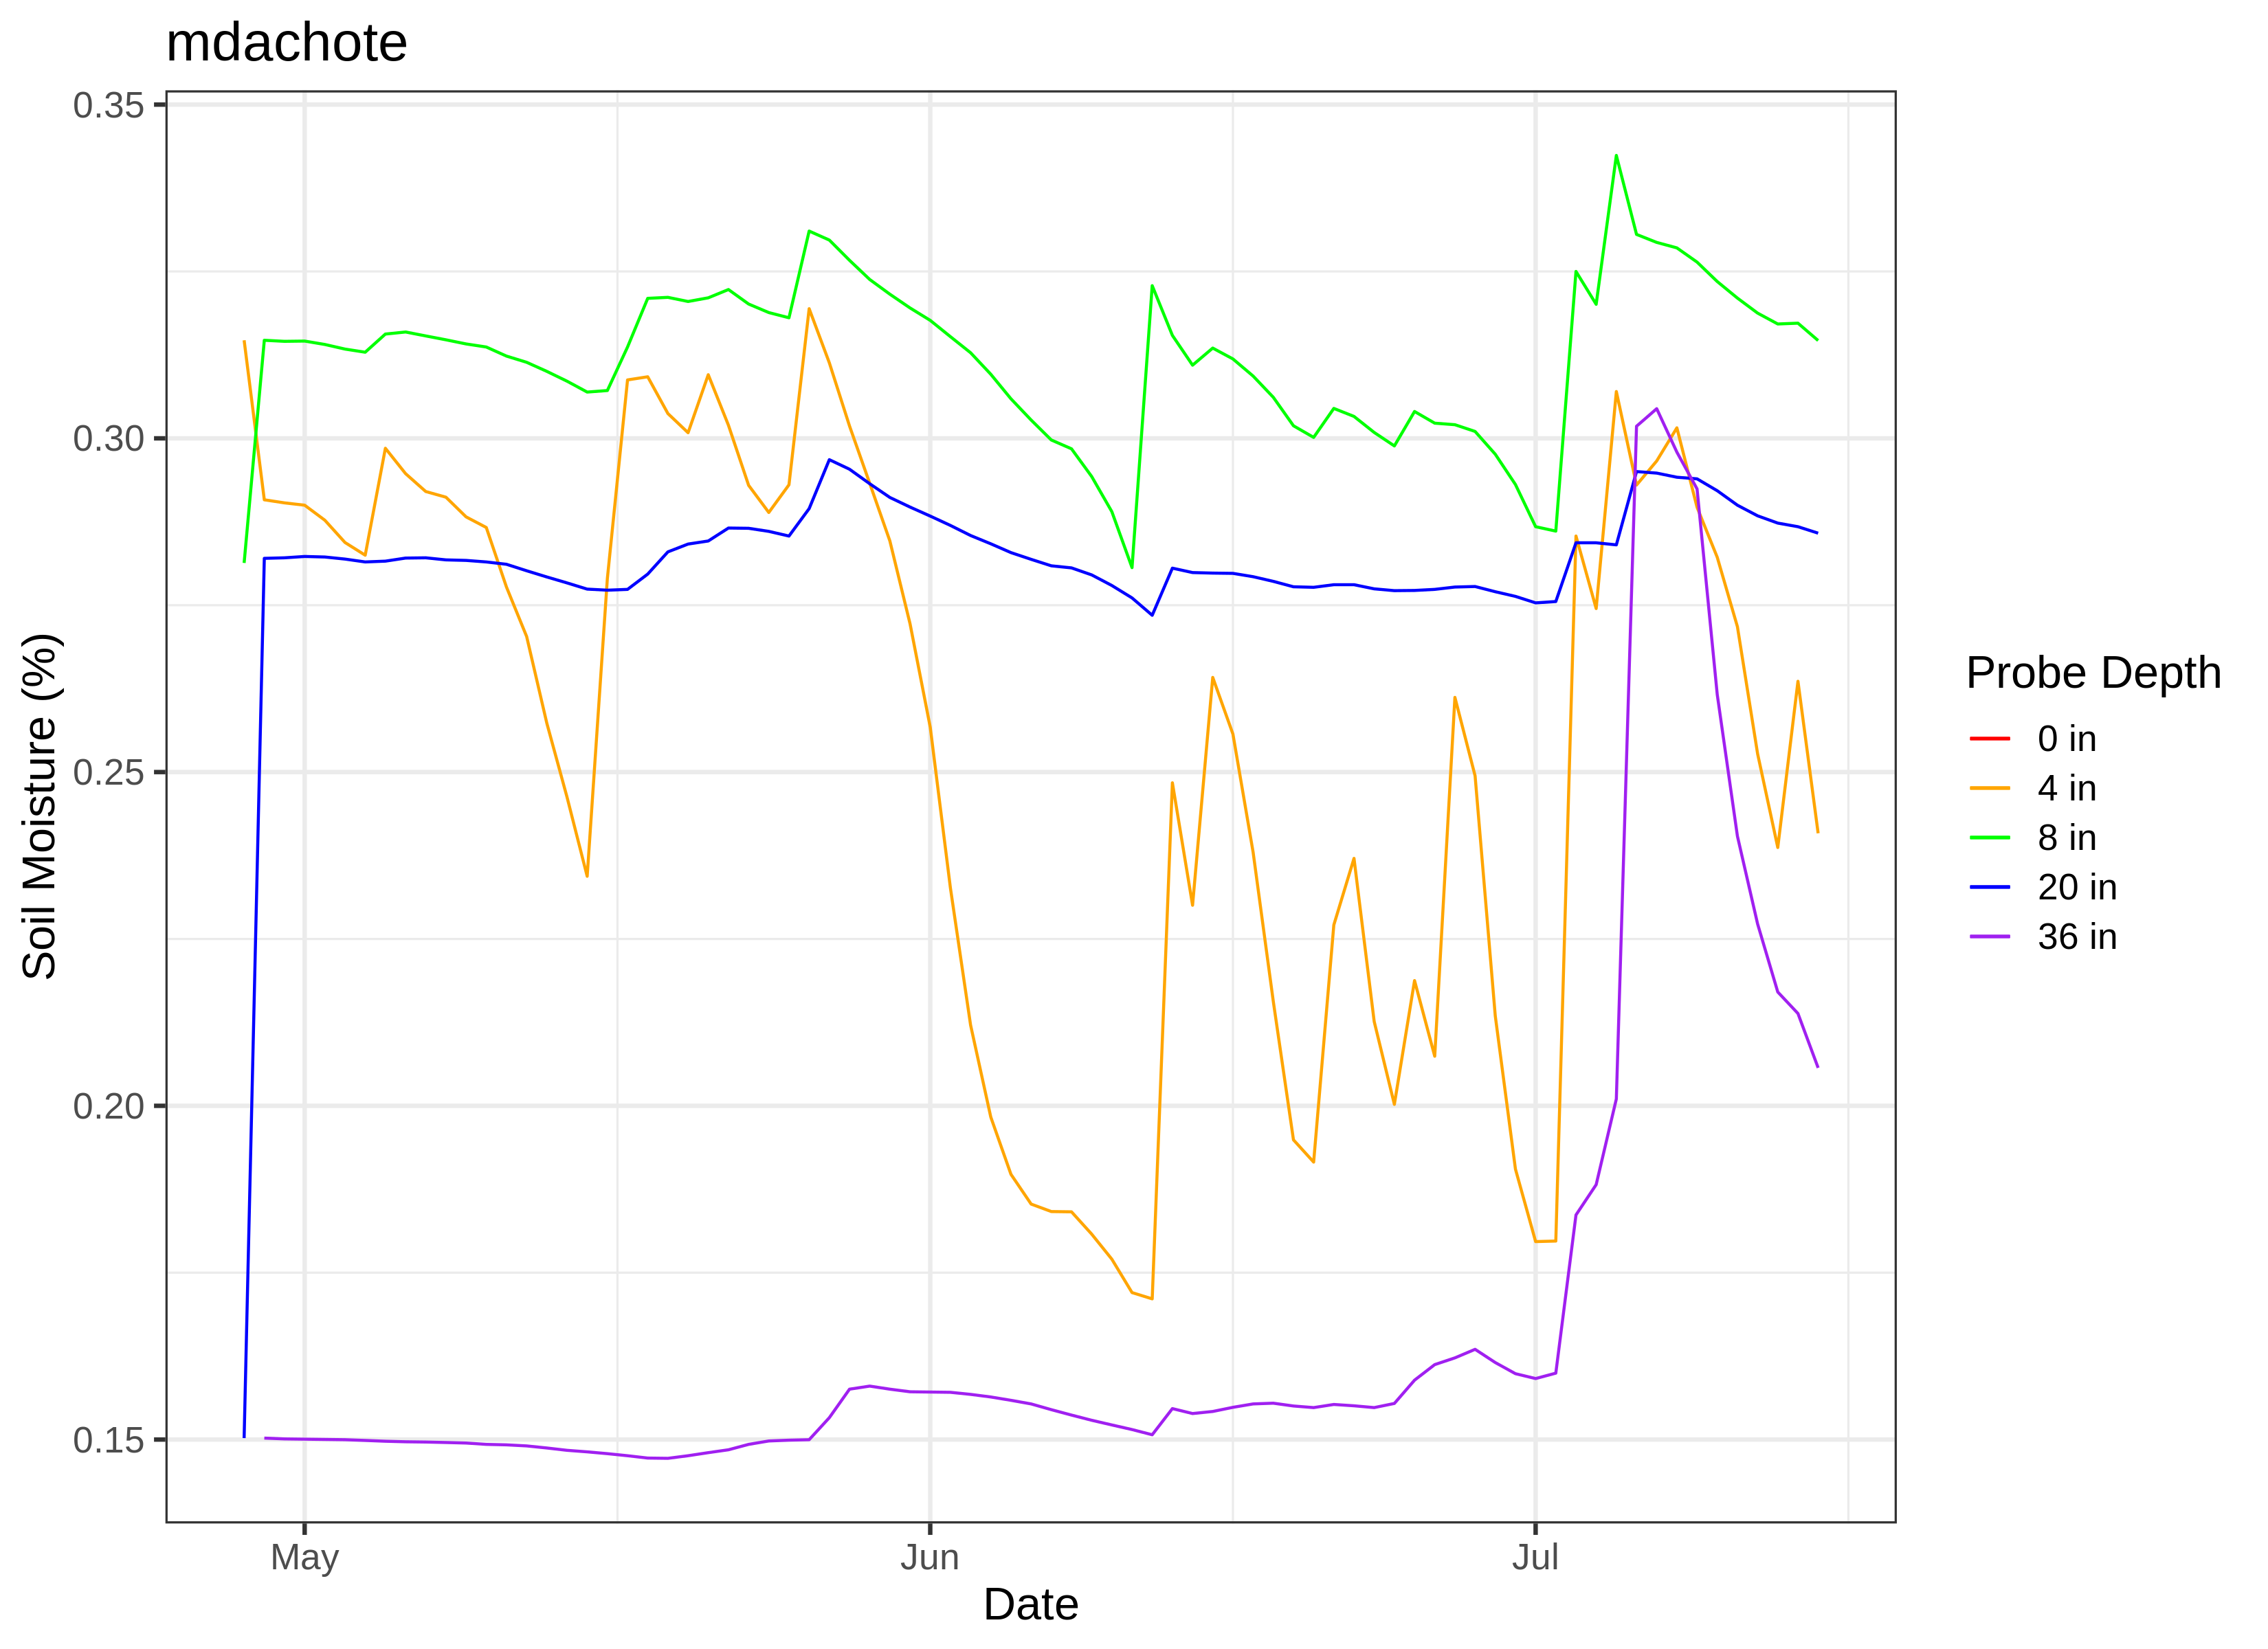 mdachote
0.35
0.30
0.25
0.20
0.15
Soil Moisture (%)
May
Jun
Jul
Date
Probe Depth
0 in
4 in
8 in
20 in
36 in